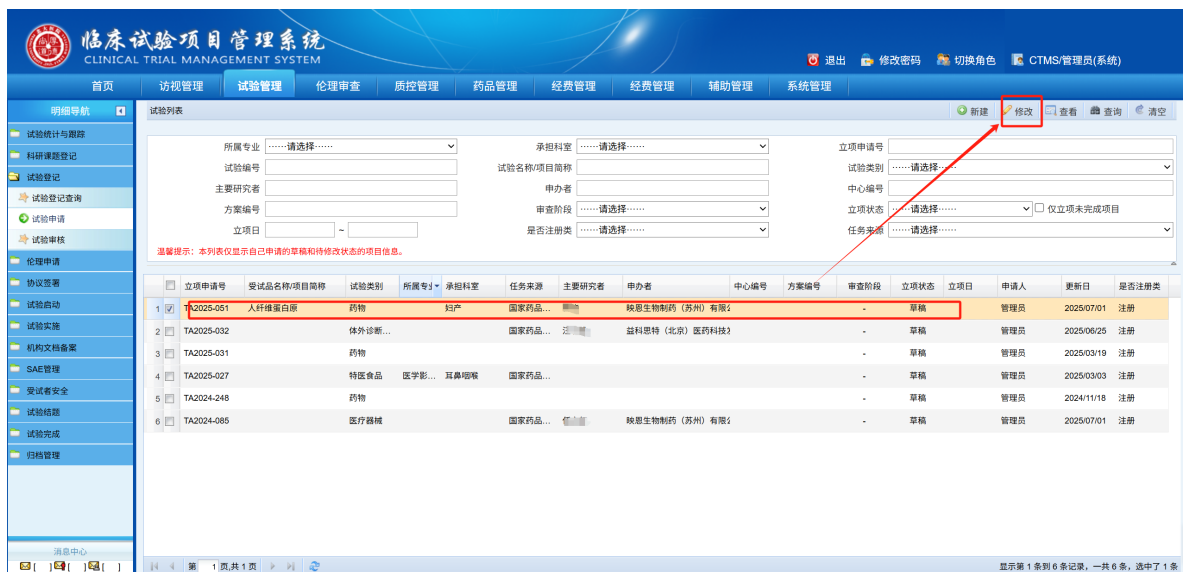 临床试验项目管理系统
CLINICAL TRIAL MANAGEMENT SYSTEM
退出 修改密码 切换角色 CTMS/管理员(系统)
首页 访视管理 试验管理 伦理审查 质控管理 药品管理 经费管理 经费管理 辅助管理 系统管理
明细导航
试验统计与跟踪
科研课题登记
试验登记
试验登记查询
试验申请
试验审核
伦理申请
协议签署
试验启动
试验实施
机构文档备案
SAE管理
受试者安全
试验结题
试验完成
归档管理
消息中心
[ ] [ ] [ ]
试验列表 新建 修改 查看 查询 清空
所属专业 ······请选择······ 承担科室 ······请选择······ 立项申请号
试验编号 试验名称/项目简称 试验类别 ······请选择······
主要研究者 申办者 中心编号
方案编号 审查阶段 ······请选择······ 立项状态 ······请选择······ 仅立项未完成项目
立项日 ~ 是否注册类 ······请选择······ 任务来源 ······请选择······
温馨提示：本列表仅显示自己申请的草稿和待修改状态的项目信息。
立项申请号 受试品名称/项目简称 试验类别 所属专业 承担科室 任务来源 主要研究者 申办者 中心编号 方案编号 审查阶段 立项状态 立项日 申请人 更新日 是否注册类
1 TA2025-051 人纤维蛋白原 药物 妇产 国家药品... 映恩生物制药（苏州）有限 - 草稿 管理员 2025/07/01 注册
2 TA2025-032 体外诊断... 国家药品... 益科思特（北京）医药科技 - 草稿 管理员 2025/06/25 注册
3 TA2025-031 药物 - 草稿 管理员 2025/03/19 注册
4 TA2025-027 特医食品 医学影... 耳鼻咽喉 国家药品... - 草稿 管理员 2025/03/03 注册
5 TA2024-248 药物 - 草稿 管理员 2024/11/18 注册
6 TA2024-085 医疗器械 国家药品... 映恩生物制药（苏州）有限 - 草稿 管理员 2025/07/01 注册
第 1 页,共 1 页 显示第 1 条到 6 条记录，一共 6 条，选中了 1 条